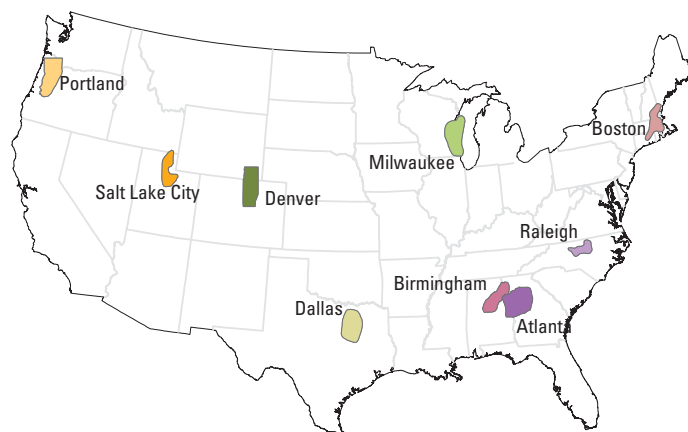 Portland
Boston
Milwaukee
Salt Lake City
Denver
Raleigh
Birmingham
Dallas
Atlanta